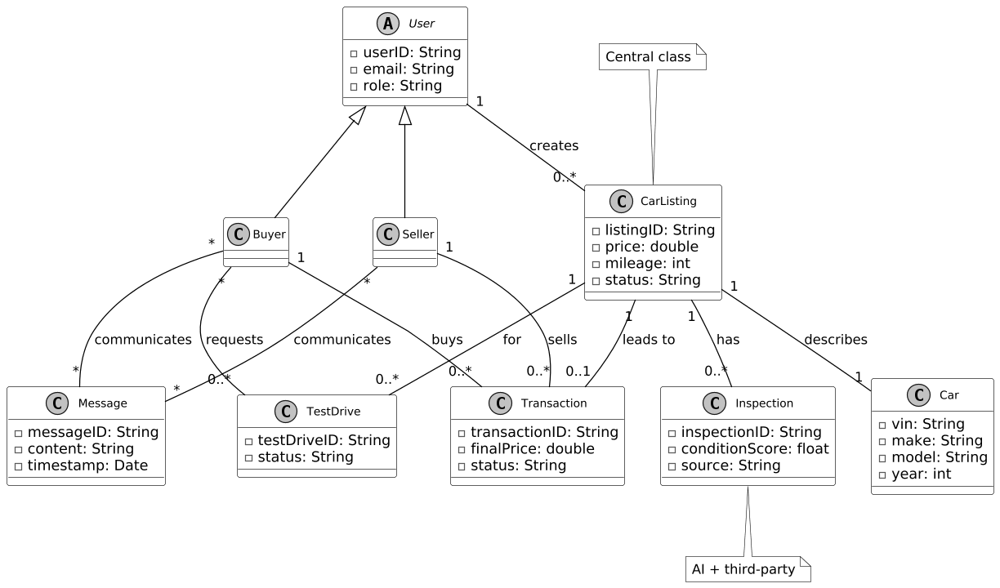 A User
userID: String
email: String
role: String
Central class
1
creates
0..*
C CarListing
listingID: String
price: double
mileage: int
status: String
C Buyer
C Seller
*
1
1
*
*
1
1
1
1
communicates
requests
communicates
buys
for
sells
leads to
has
describes
*
0..*
*
0..*
0..*
0..*
0..1
0..*
1
C Message
messageID: String
content: String
timestamp: Date
C TestDrive
testDriveID: String
status: String
C Transaction
transactionID: String
finalPrice: double
status: String
C Inspection
inspectionID: String
conditionScore: float
source: String
C Car
vin: String
make: String
model: String
year: int
AI + third-party